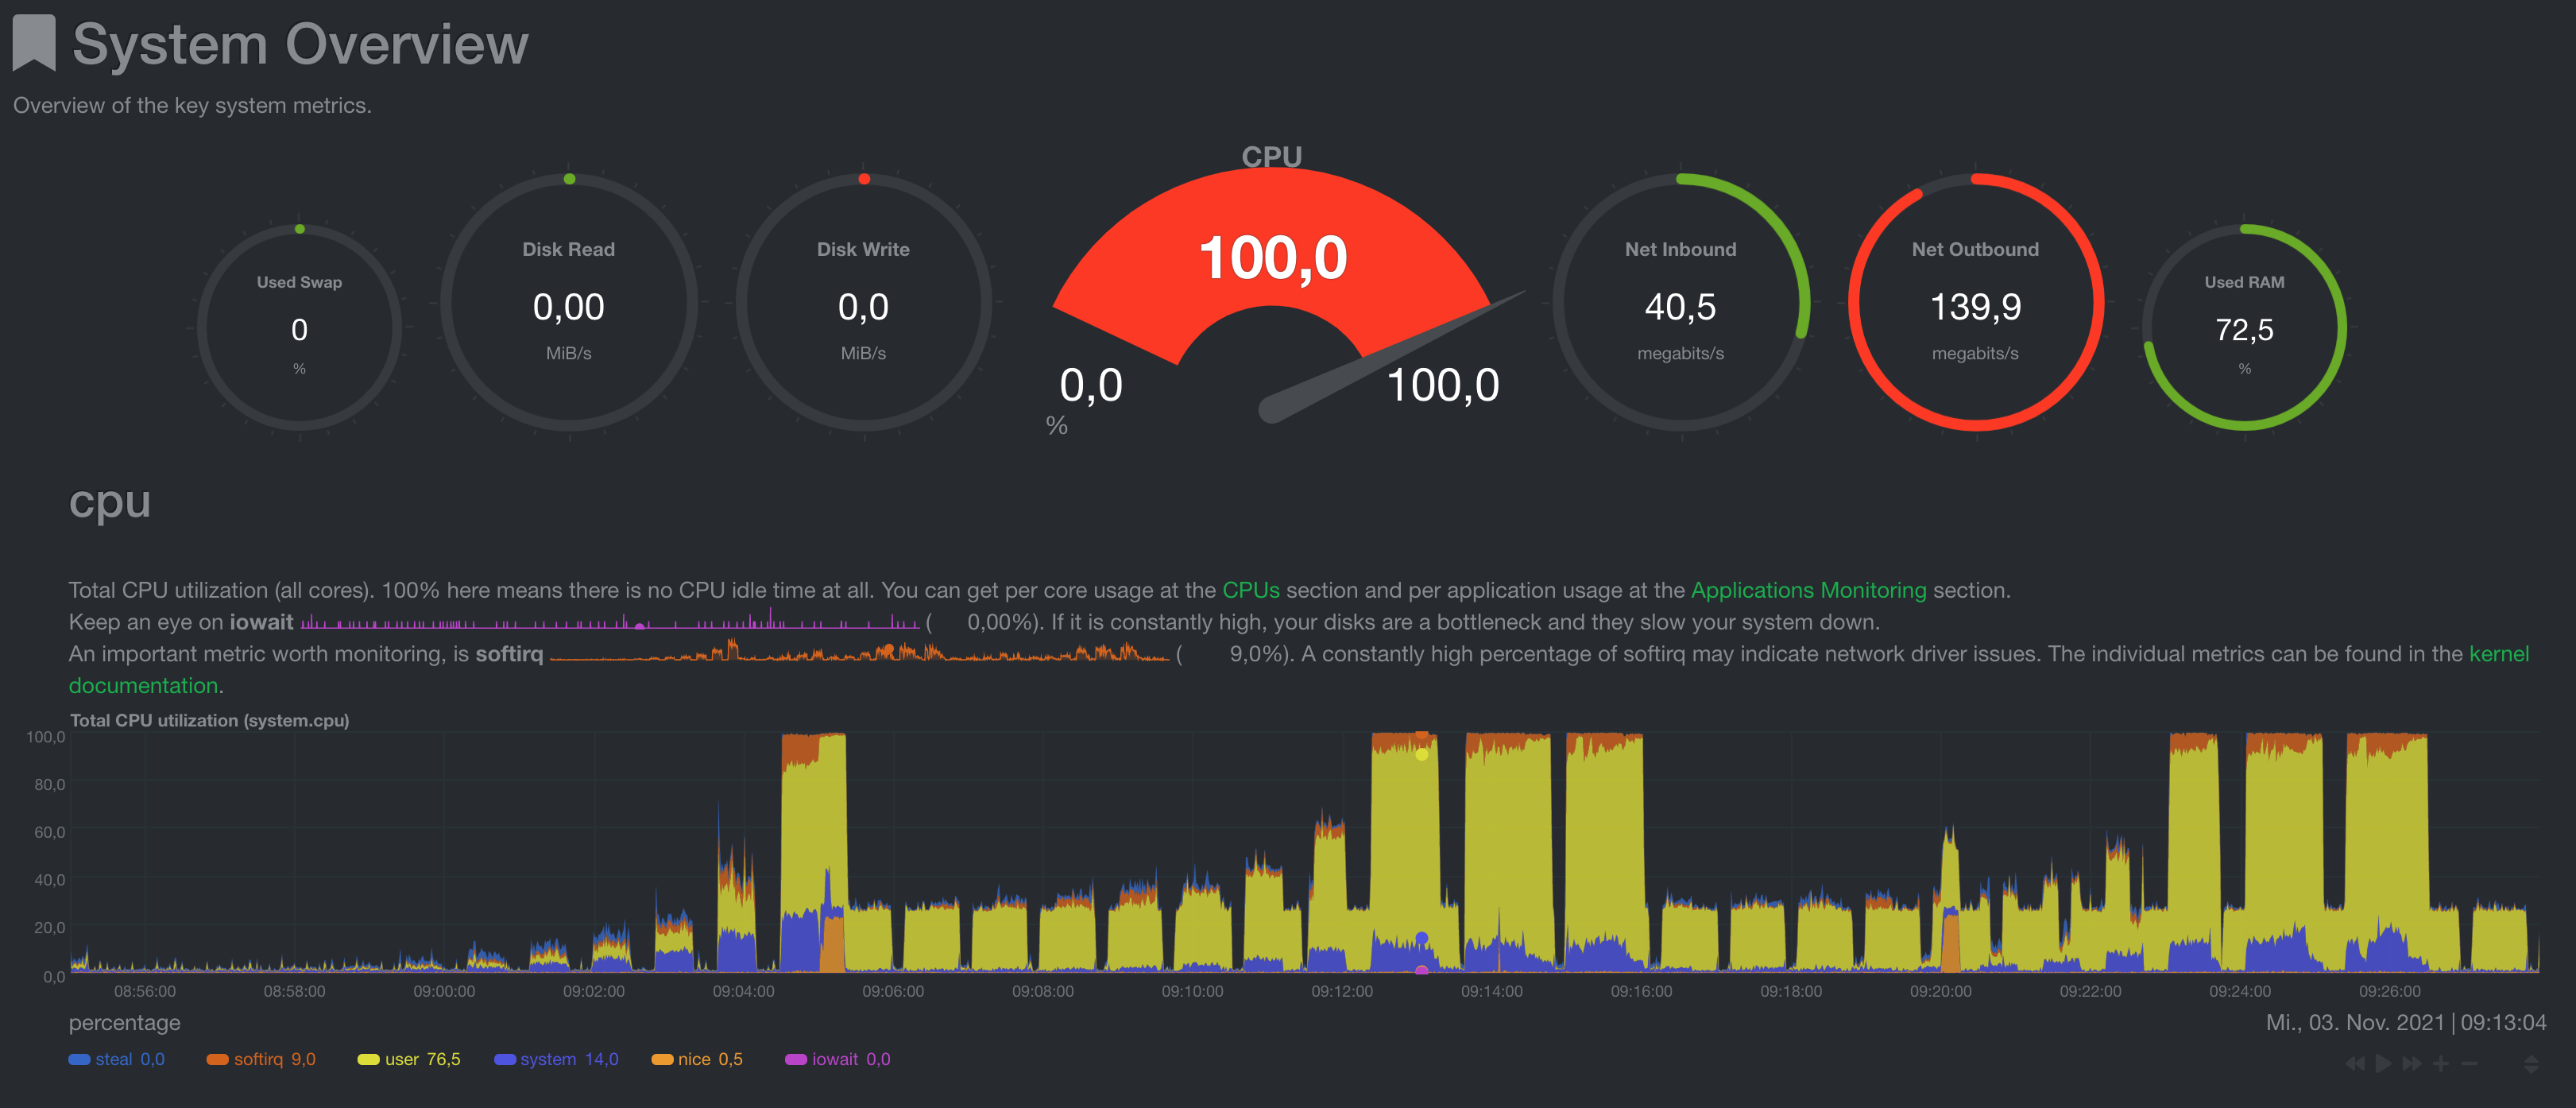 System Overview
Overview of the key system metrics.
CPU
Used Swap
0
%
Disk Read
0,00
MiB/s
Disk Write
0,0
MiB/s
100,0
0,0
100,0
%
Net Inbound
40,5
megabits/s
Net Outbound
139,9
megabits/s
Used RAM
72,5
%
cpu
Total CPU utilization (all cores). 100% here means there is no CPU idle time at all. You can get per core usage at the CPUs section and per application usage at the Applications Monitoring section.
Keep an eye on iowait ( 0,00%). If it is constantly high, your disks are a bottleneck and they slow your system down.
An important metric worth monitoring, is softirq ( 9,0%). A constantly high percentage of softirq may indicate network driver issues. The individual metrics can be found in the kernel
documentation.
Total CPU utilization (system.cpu)
100,0
80,0
60,0
40,0
20,0
0,0
08:56:00 08:58:00 09:00:00 09:02:00 09:04:00 09:06:00 09:08:00 09:10:00 09:12:00 09:14:00 09:16:00 09:18:00 09:20:00 09:22:00 09:24:00 09:26:00
percentage
Mi., 03. Nov. 2021 | 09:13:04
steal 0,0 softirq 9,0 user 76,5 system 14,0 nice 0,5 iowait 0,0